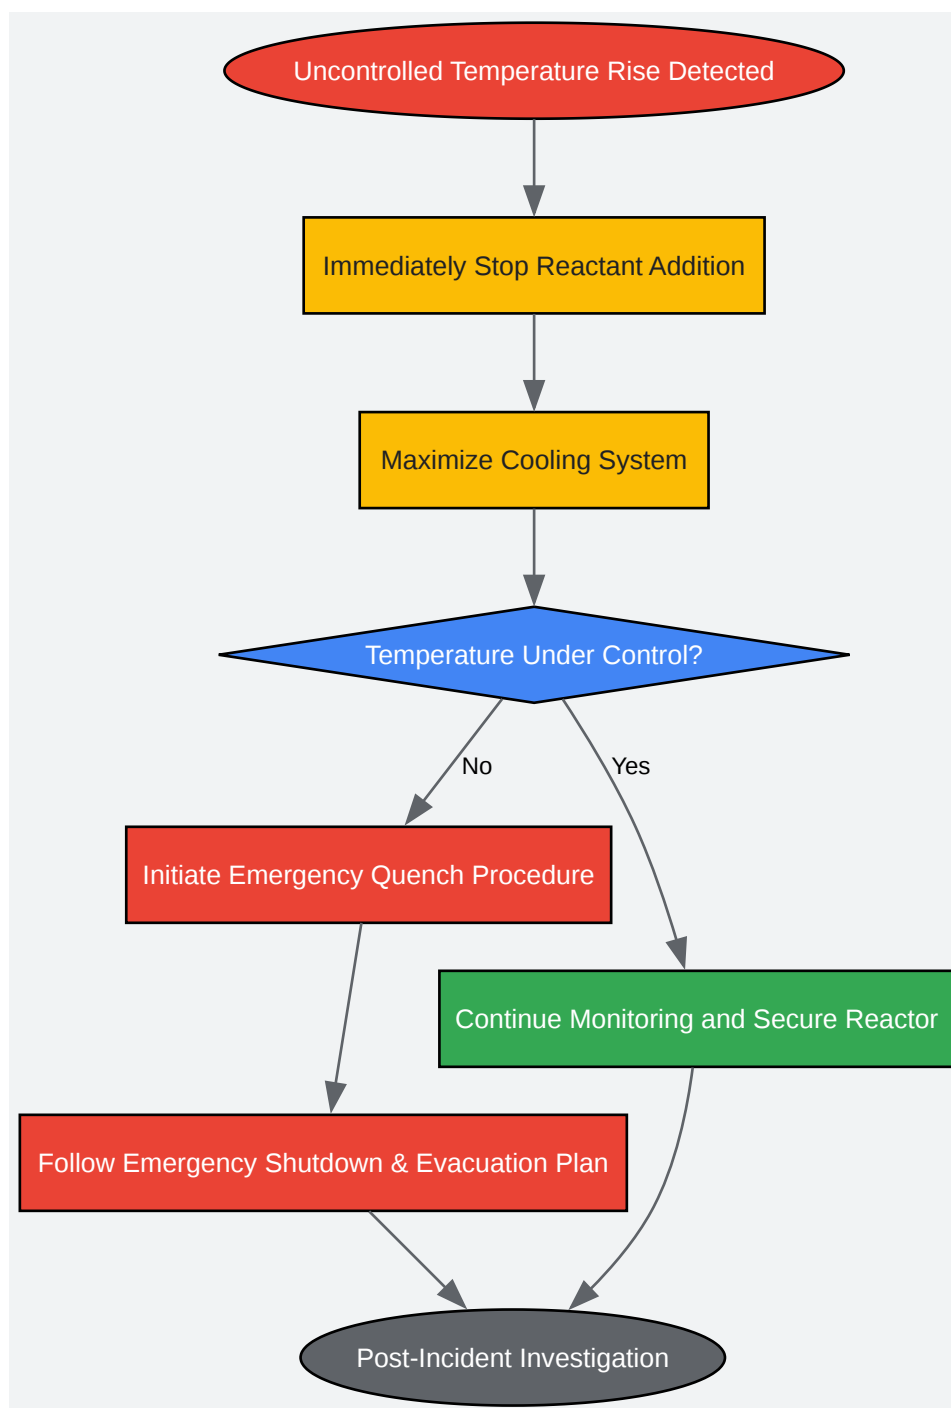 Uncontrolled Temperature Rise Detected
Immediately Stop Reactant Addition
Maximize Cooling System
Temperature Under Control?
No
Yes
Initiate Emergency Quench Procedure
Continue Monitoring and Secure Reactor
Follow Emergency Shutdown & Evacuation Plan
Post-Incident Investigation